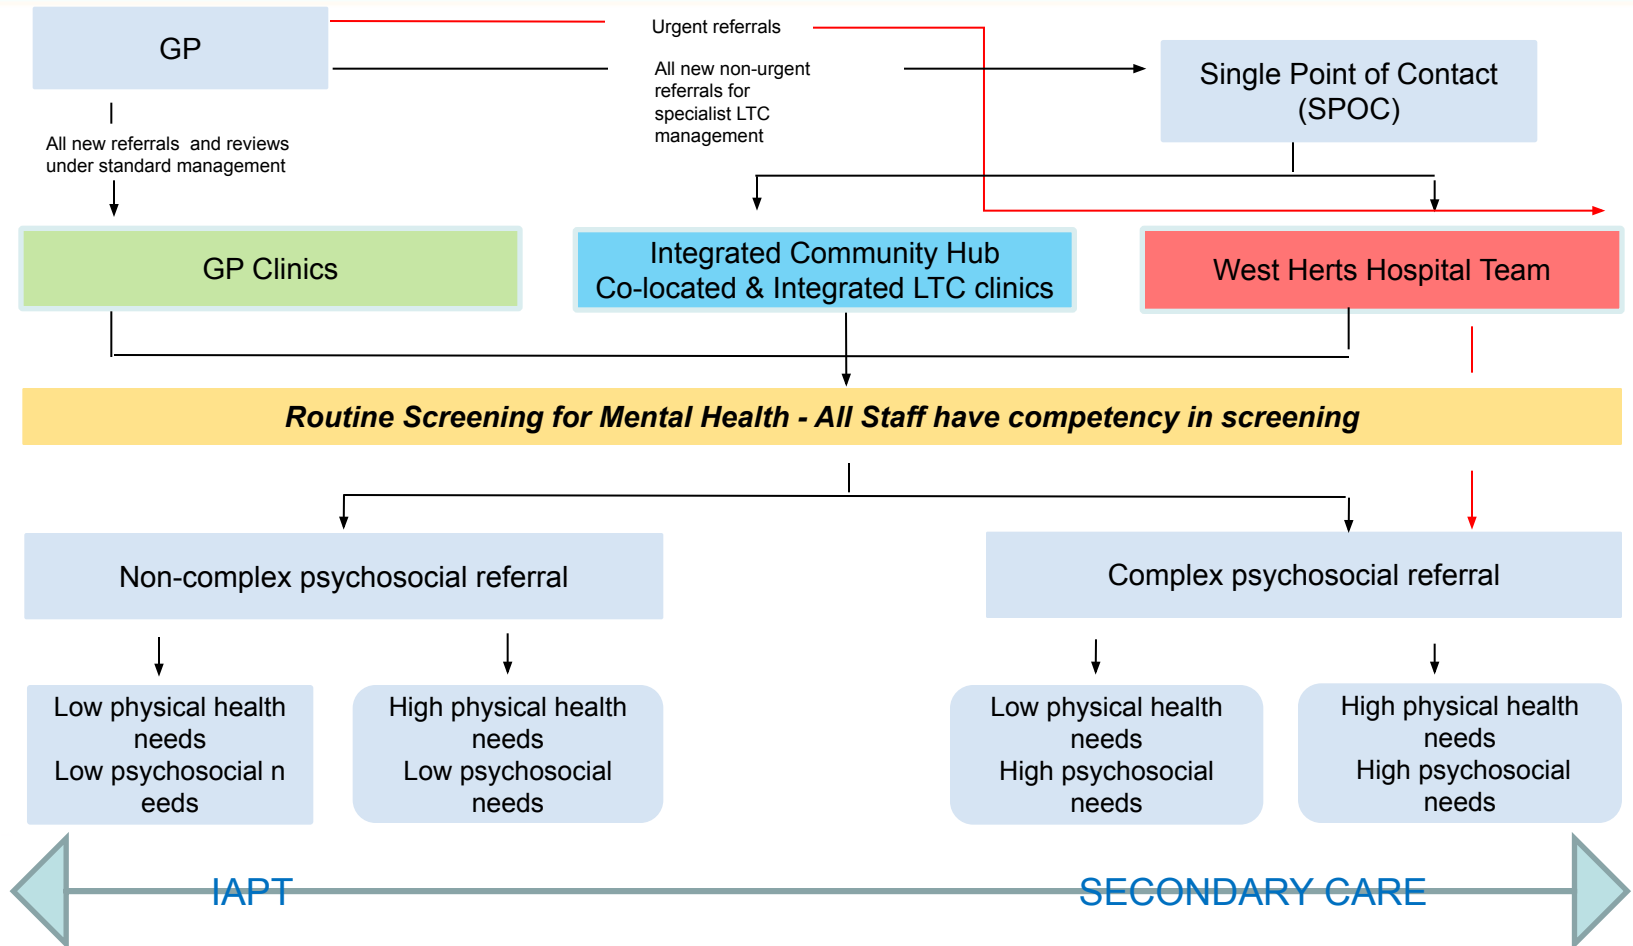 GP
Urgent referrals
All new non-urgent
referrals for
specialist LTC
management
Single Point of Contact
(SPOC)
All new referrals  and reviews
under standard management
GP Clinics
Integrated Community Hub
Co-located & Integrated LTC clinics
West Herts Hospital Team
Routine Screening for Mental Health - All Staff have competency in screening
Non-complex psychosocial referral
Complex psychosocial referral
Low physical health
needs
Low psychosocial n
eeds
High physical health
needs
Low psychosocial
needs
Low physical health
needs
High psychosocial
needs
High physical health
needs
High psychosocial
needs
IAPT
SECONDARY CARE